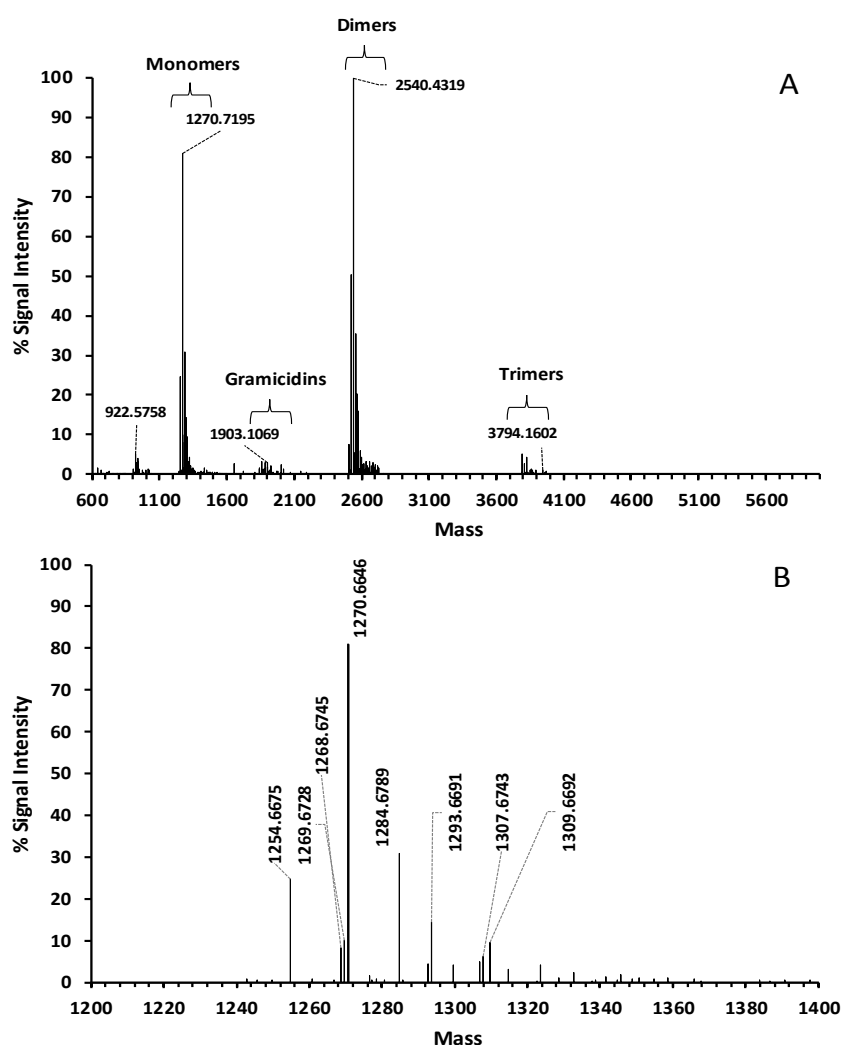 Dimers
Monomers
A
100
2540.4319
90
1270.7195
80
70
60
50
40
Gramicidins
Trimers
30
922.5758
1903.1069
3794.1602
20
10
0
% Signal Intensity
600 1100 1600 2100 2600 3100 3600 4100 4600 5100 5600
Mass
B
100
1270.6646
90
80
1268.6745
70
60
1254.6675
1269.6728
1284.6789
1293.6691
1307.6743
1309.6692
50
40
30
20
10
0
% Signal Intensity
1200 1220 1240 1260 1280 1300 1320 1340 1360 1380 1400
Mass